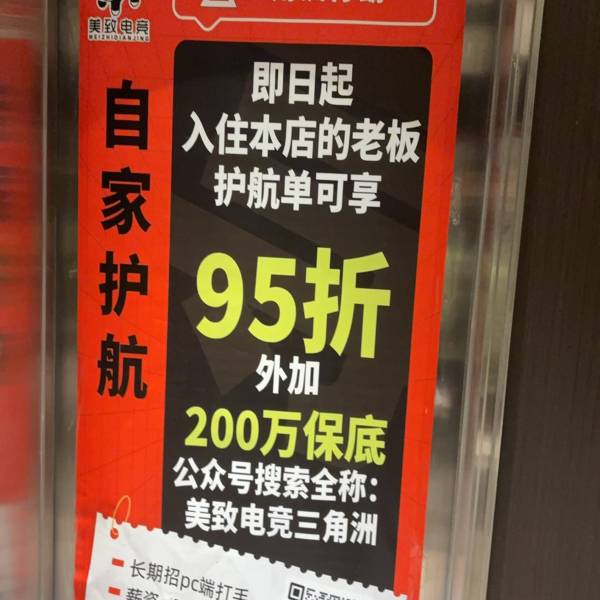 美致电竞
MEIZHIDIANJING
自家护航
即日起
入住本店的老板
护航单可享
95折
外加
200万保底
公众号搜索全称：
美致电竞三角洲
长期招pc端打手
薪资